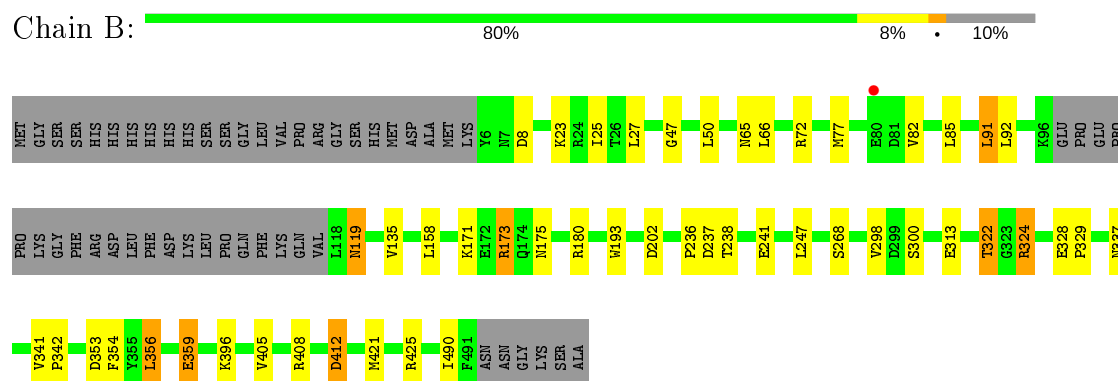 Chain B:
80% 8% • 10%
MET GLY SER SER HIS HIS HIS HIS HIS HIS SER SER GLY LEU VAL PRO ARG GLY SER HIS MET ASP ALA MET LYS Y6 N7 D8 K23 R24 I25 T26 L27 G47 L50 N65 L66 R72 M77 E80 D81 V82 L85 L91 L92 K96 GLU PRO GLU PRO
PRO LYS GLY PHE ARG ASP LEU PHE ASP LYS LEU PRO GLN PHE LYS GLN VAL L118 N119 V135 L158 K171 E172 R173 Q174 N175 R180 W193 D202 P236 D237 T238 E241 L247 S268 V298 D299 S300 E313 T322 G323 R324 E328 P329 N337
V341 P342 D353 F354 Y355 L356 E359 K396 V405 R408 D412 M421 R425 I490 F491 ASN ASN GLY LYS SER ALA